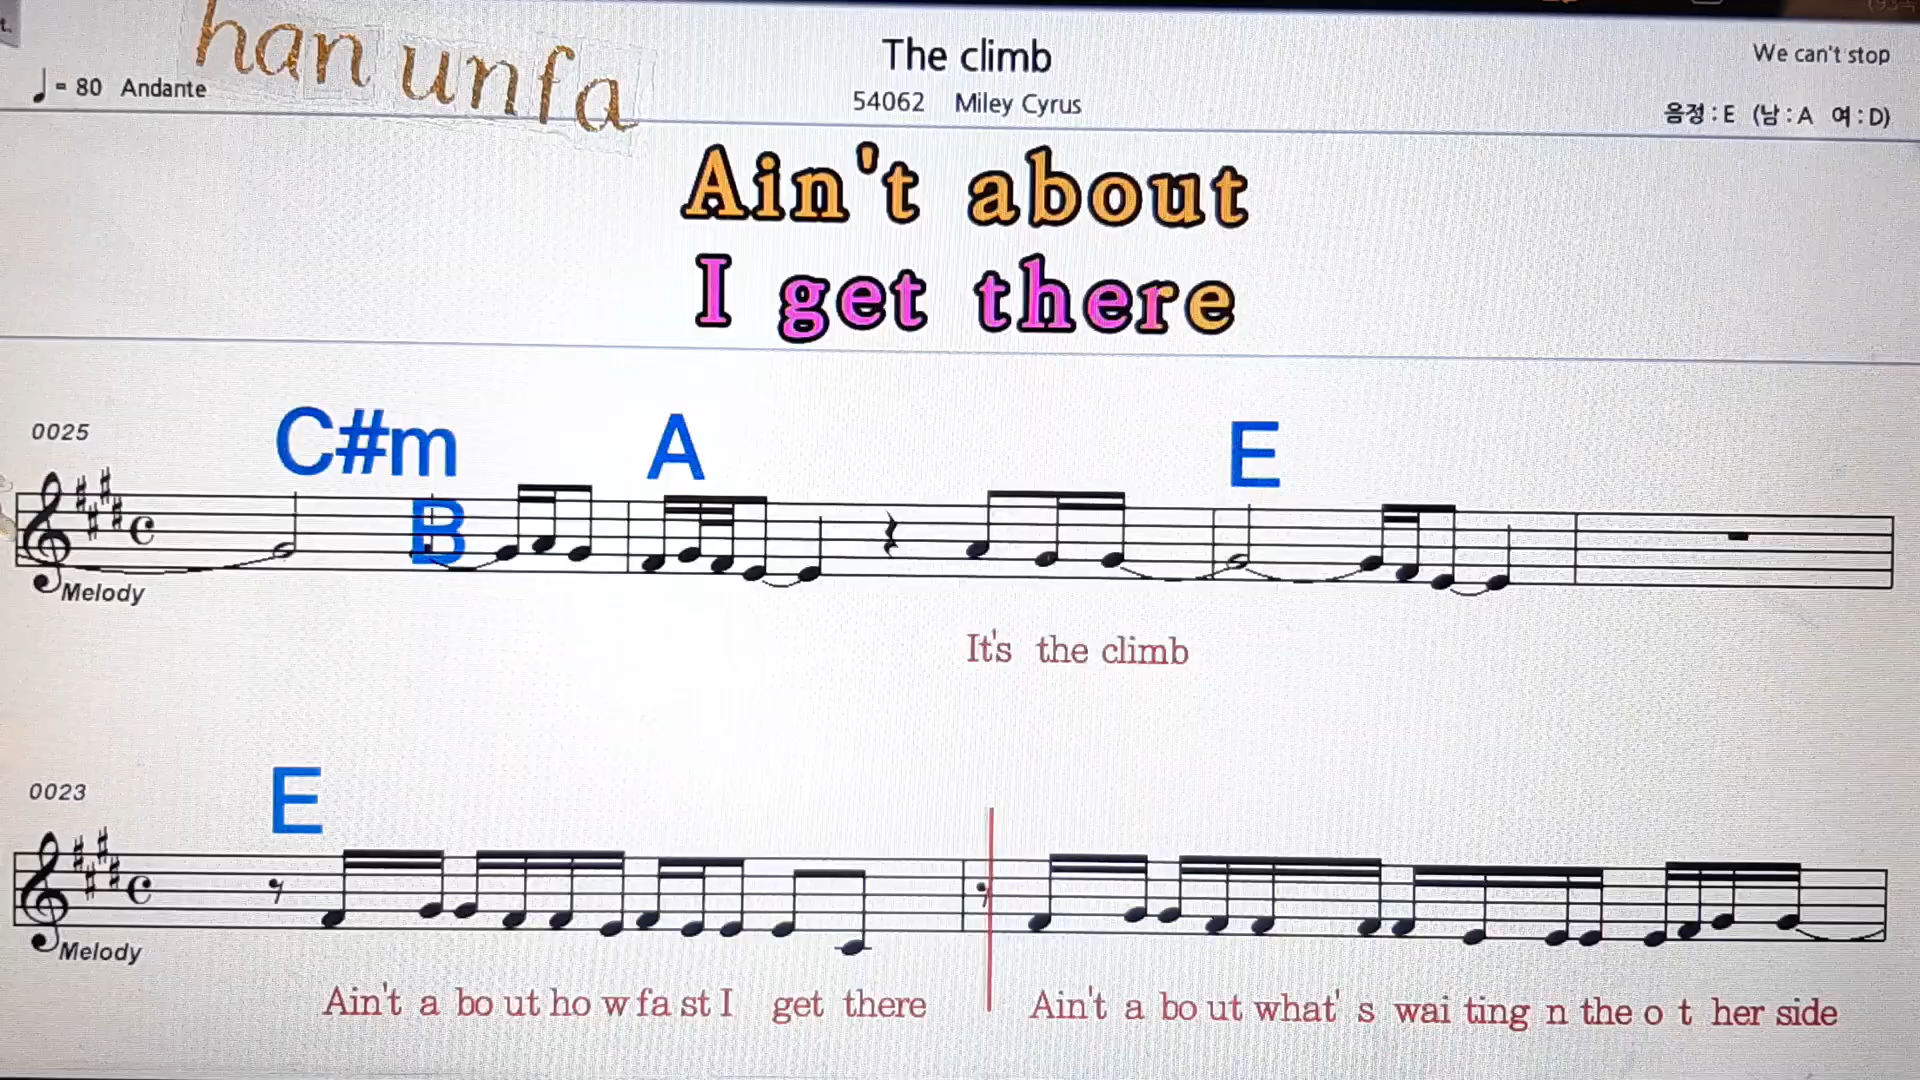 han unfa
♩= 80 Andante
The climb
54062 Miley Cyrus
We can't stop
음정 : E (남 : A 여 : D)
Ain't about
I get there
0025
C#m B A E
Melody
It's the climb
0023
E
Melody
Ain't a bo ut ho w fa st I get there Ain't a bo ut what' s wai ting n the o t her side